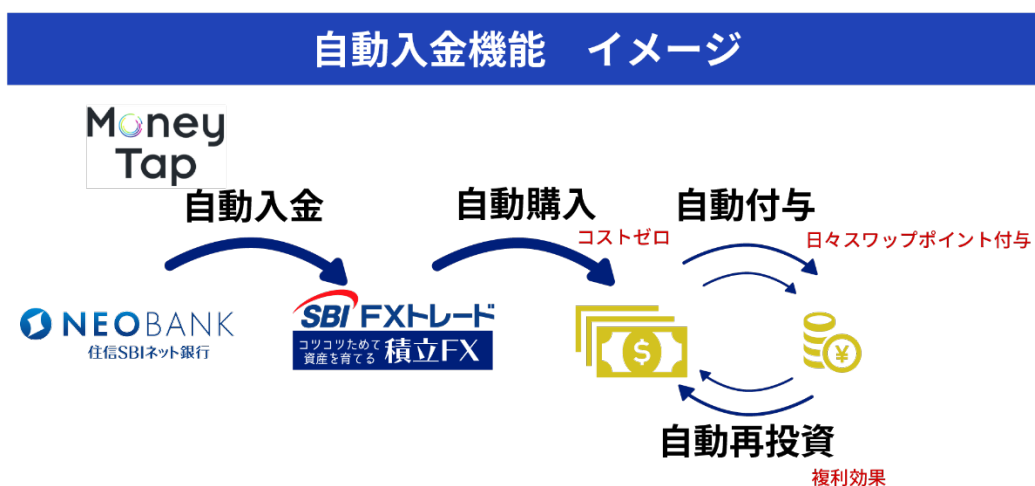 自動入金機能　イメージ
Money
Tap
自動入金
自動購入
コストゼロ
自動付与
日々スワップポイント付与
NEOBANK
住信SBIネット銀行
SBI FXトレード
コツコツためて
資産を育てる 積立FX
$
¥
自動再投資
複利効果